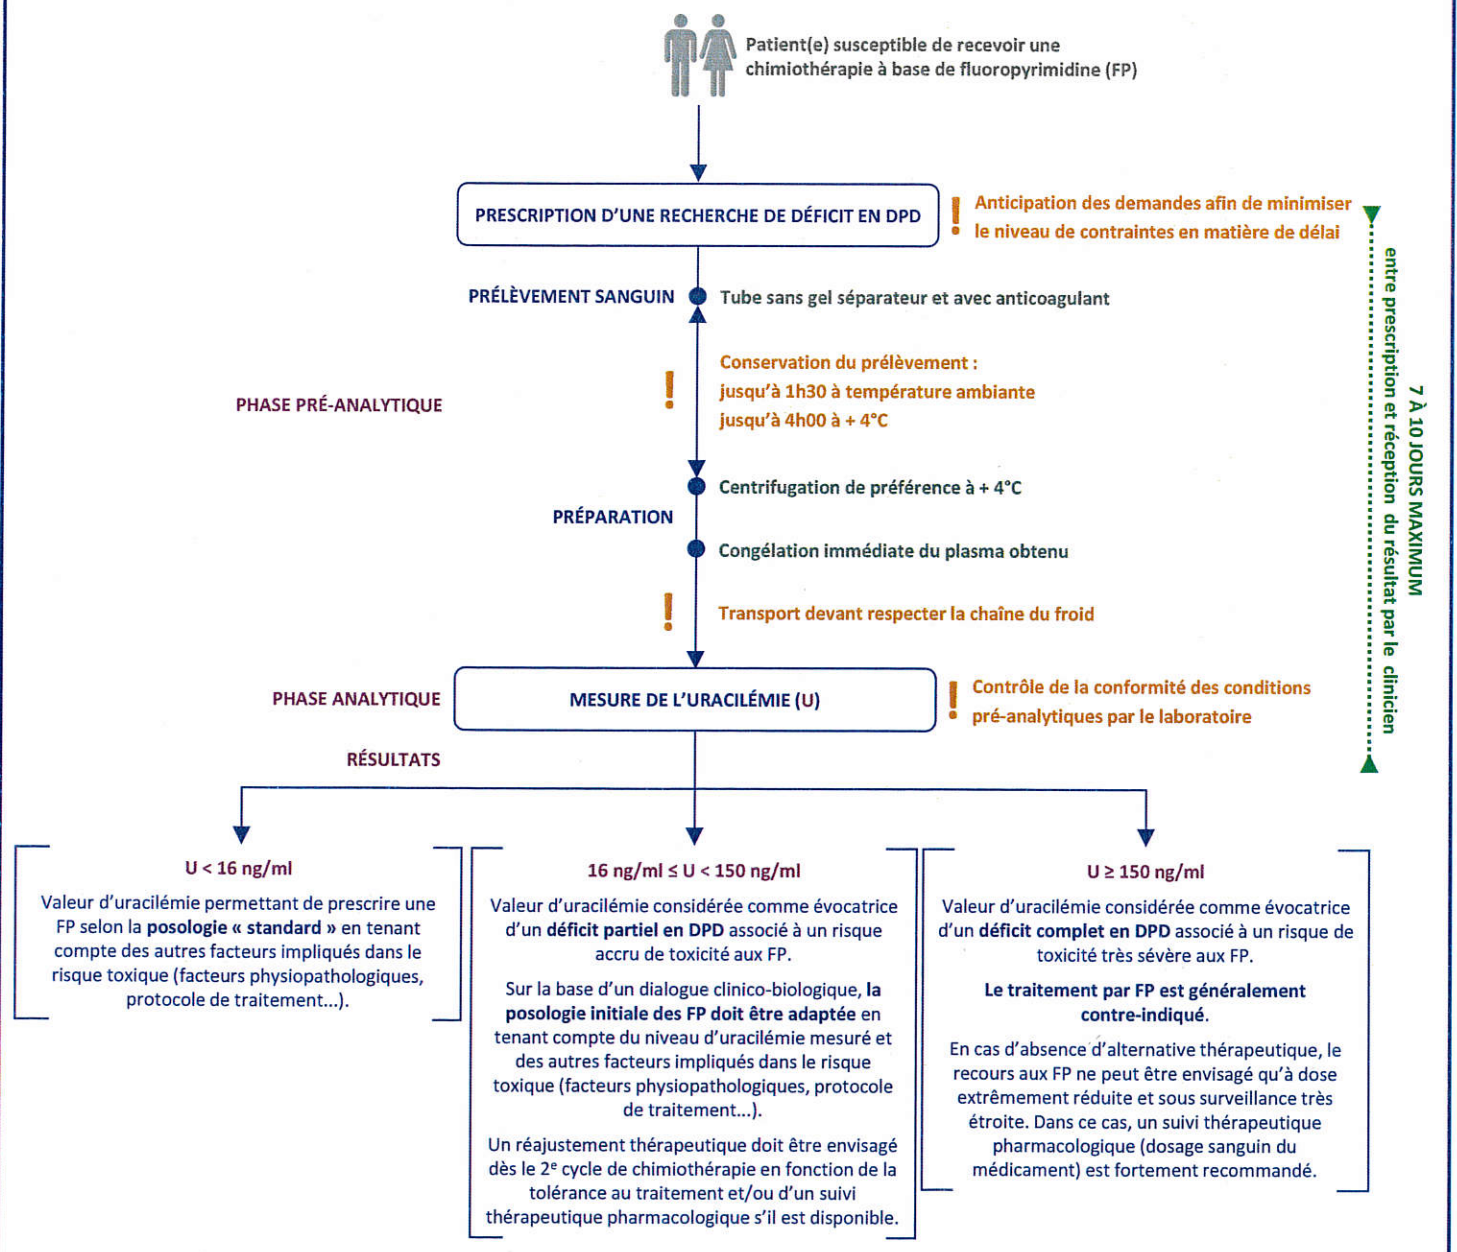 Patient(e) susceptible de recevoir une
chimiothérapie à base de fluoropyrimidine (FP)
PRESCRIPTION D'UNE RECHERCHE DE DÉFICIT EN DPD
! Anticipation des demandes afin de minimiser
le niveau de contraintes en matière de délai
7 À 10 JOURS MAXIMUM
entre prescription et réception du résultat par le clinicien
PRÉLÈVEMENT SANGUIN
Tube sans gel séparateur et avec anticoagulant
PHASE PRÉ-ANALYTIQUE
! Conservation du prélèvement :
jusqu'à 1h30 à température ambiante
jusqu'à 4h00 à + 4°C
Centrifugation de préférence à + 4°C
PRÉPARATION
Congélation immédiate du plasma obtenu
! Transport devant respecter la chaîne du froid
PHASE ANALYTIQUE
MESURE DE L'URACILÉMIE (U)
! Contrôle de la conformité des conditions
pré-analytiques par le laboratoire
RÉSULTATS
U < 16 ng/ml
Valeur d'uracilémie permettant de prescrire une
FP selon la posologie « standard » en tenant
compte des autres facteurs impliqués dans le
risque toxique (facteurs physiopathologiques,
protocole de traitement...).
16 ng/ml ≤ U < 150 ng/ml
Valeur d'uracilémie considérée comme évocatrice
d'un déficit partiel en DPD associé à un risque
accru de toxicité aux FP.
Sur la base d'un dialogue clinico-biologique, la
posologie initiale des FP doit être adaptée en
tenant compte du niveau d'uracilémie mesuré et
des autres facteurs impliqués dans le risque
toxique (facteurs physiopathologiques, protocole
de traitement...).
Un réajustement thérapeutique doit être envisagé
dès le 2e cycle de chimiothérapie en fonction de la
tolérance au traitement et/ou d'un suivi
thérapeutique pharmacologique s'il est disponible.
U ≥ 150 ng/ml
Valeur d'uracilémie considérée comme évocatrice
d'un déficit complet en DPD associé à un risque de
toxicité très sévère aux FP.
Le traitement par FP est généralement
contre-indiqué.
En cas d'absence d'alternative thérapeutique, le
recours aux FP ne peut être envisagé qu'à dose
extrêmement réduite et sous surveillance très
étroite. Dans ce cas, un suivi thérapeutique
pharmacologique (dosage sanguin du
médicament) est fortement recommandé.